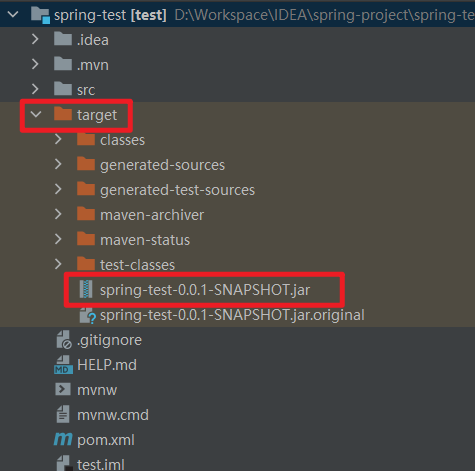 spring-test [test] D:\Workspace\IDEA\spring-project\spring-te
.idea
.mvn
src
target
classes
generated-sources
generated-test-sources
maven-archiver
maven-status
test-classes
spring-test-0.0.1-SNAPSHOT.jar
spring-test-0.0.1-SNAPSHOT.jar.original
.gitignore
MD HELP.md
mvnw
mvnw.cmd
m pom.xml
test.iml